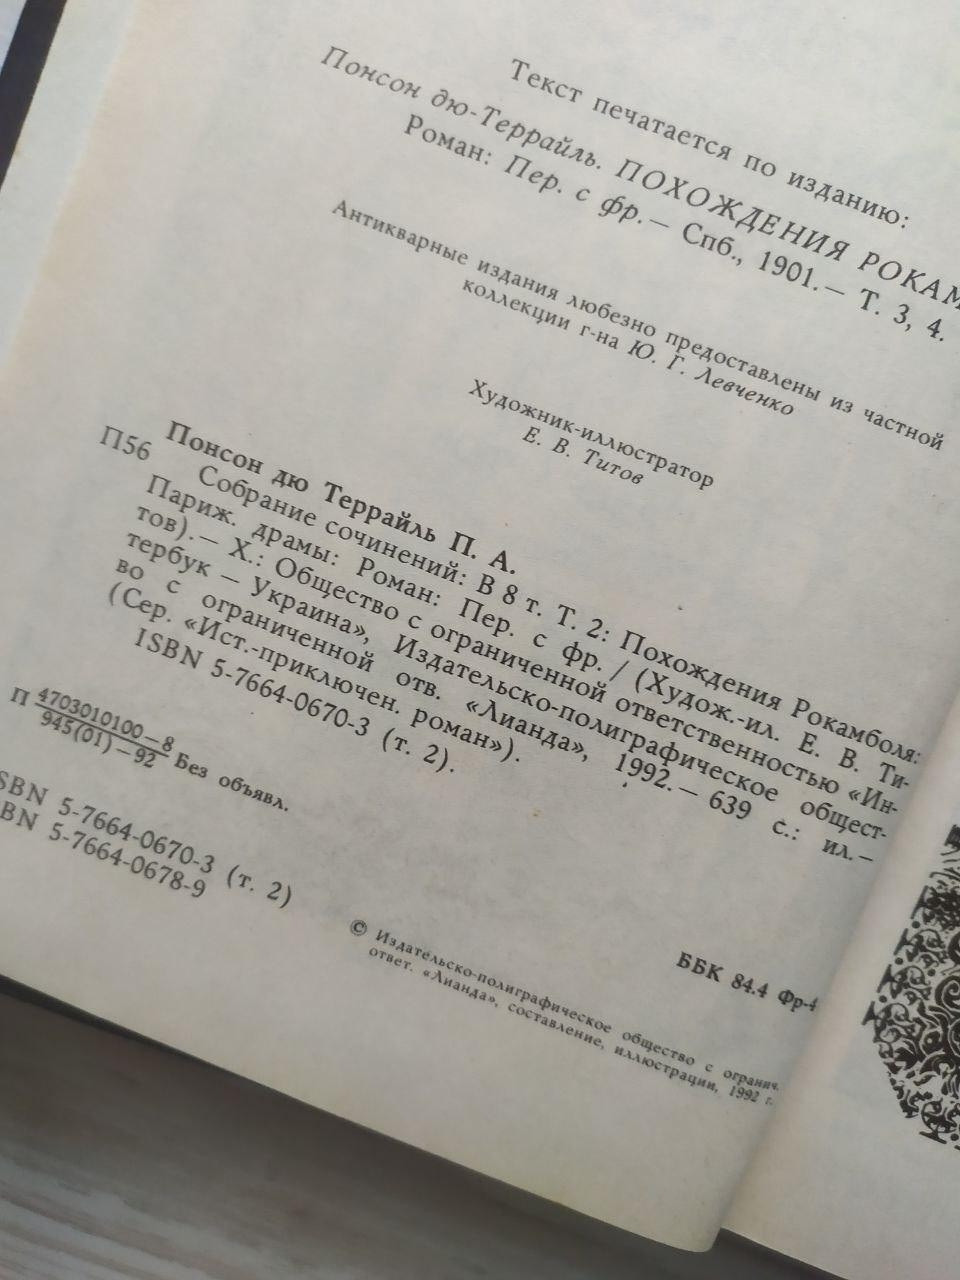 Текст печатается по изданию:
Понсон дю-Террайль. ПОХОЖДЕНИЯ
Роман: Пер. с фр.— Спб., 1901.— Т. 3, 4.
Антикварные издания любезно предоставлены из частной
коллекции г-на Ю. Г. Левченко
Художник-иллюстратор
Е. В. Титов
Понсон дю Террайль П. А.
П56 Собрание сочинений: В 8 т. Т. 2: Похождения Рокамболя:
Париж. драмы: Роман: Пер. с фр. / (Худож.-ил. Е. В. Ти-
тов).— Х.: Общество с ограниченной ответственностью «Ин-
тербук — Украина», Издательско-полиграфическое общест-
во с ограниченной отв. «Лианда», 1992.— 639 с.: ил.—
(Сер. «Ист.-приключен. роман»).
ISBN 5-7664-0670-3 (т. 2).
П 4703010100—8
945(01)—92 Без объявл.
ISBN 5-7664-0670-3 (т. 2)
ISBN 5-7664-0678-9
ББК 84.4 Фр-4
© Издательско-полиграфическое общество с огранич.
ответ. «Лианда», составление, иллюстрации, 1992 г.